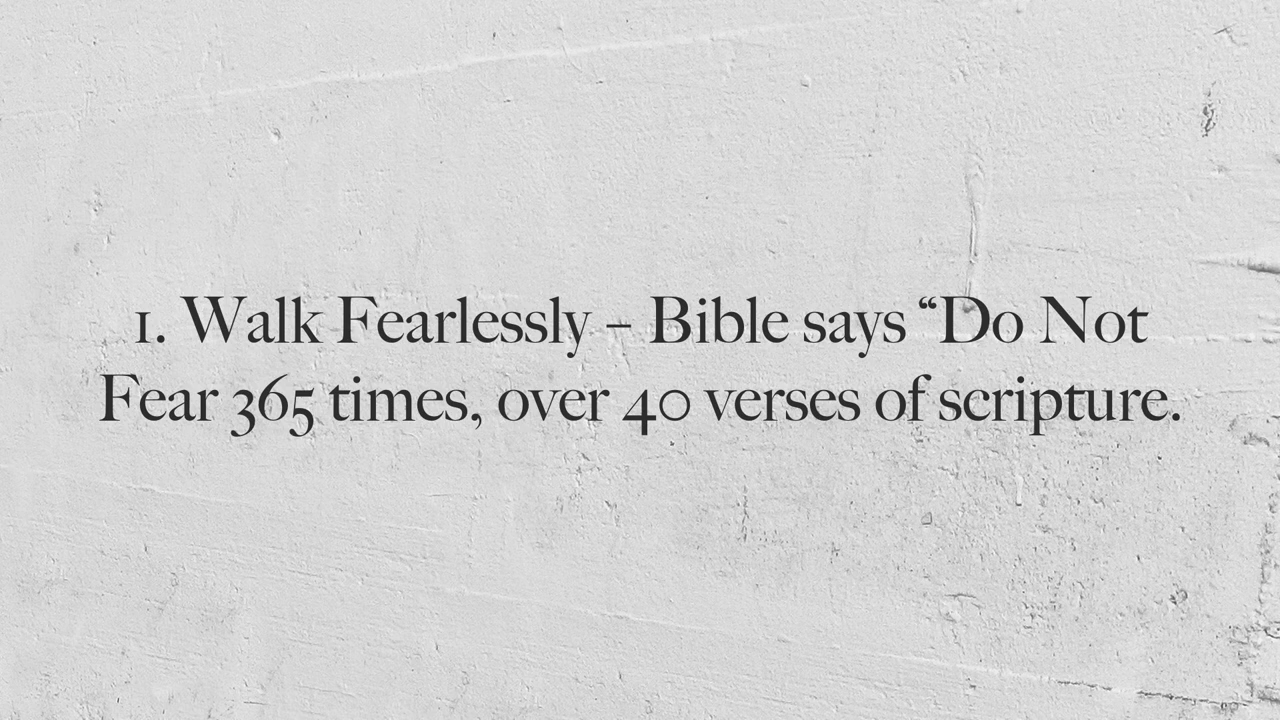 1. Walk Fearlessly – Bible says “Do Not
Fear 365 times, over 40 verses of scripture.